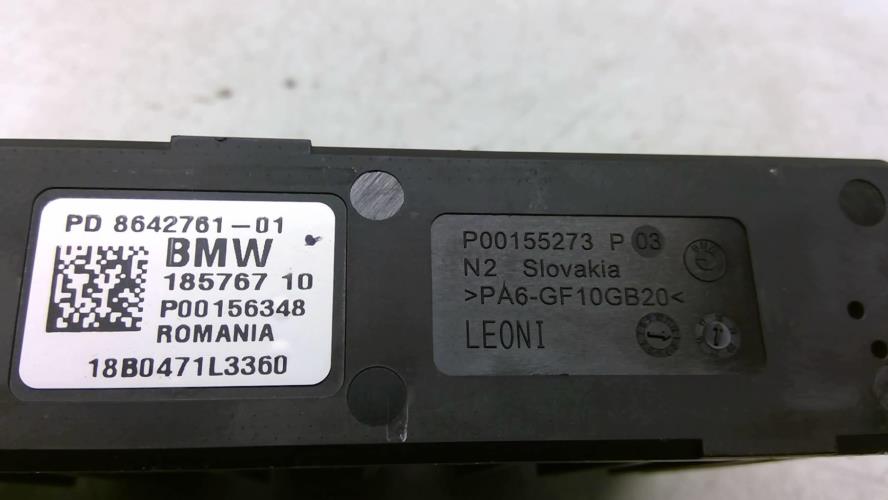 PD 8642761-01
BMW
185767 10
P00156348
ROMANIA
18B0471L3360
P00155273 P 03
N2 Slovakia
>PA6-GF10GB20<
LEONI